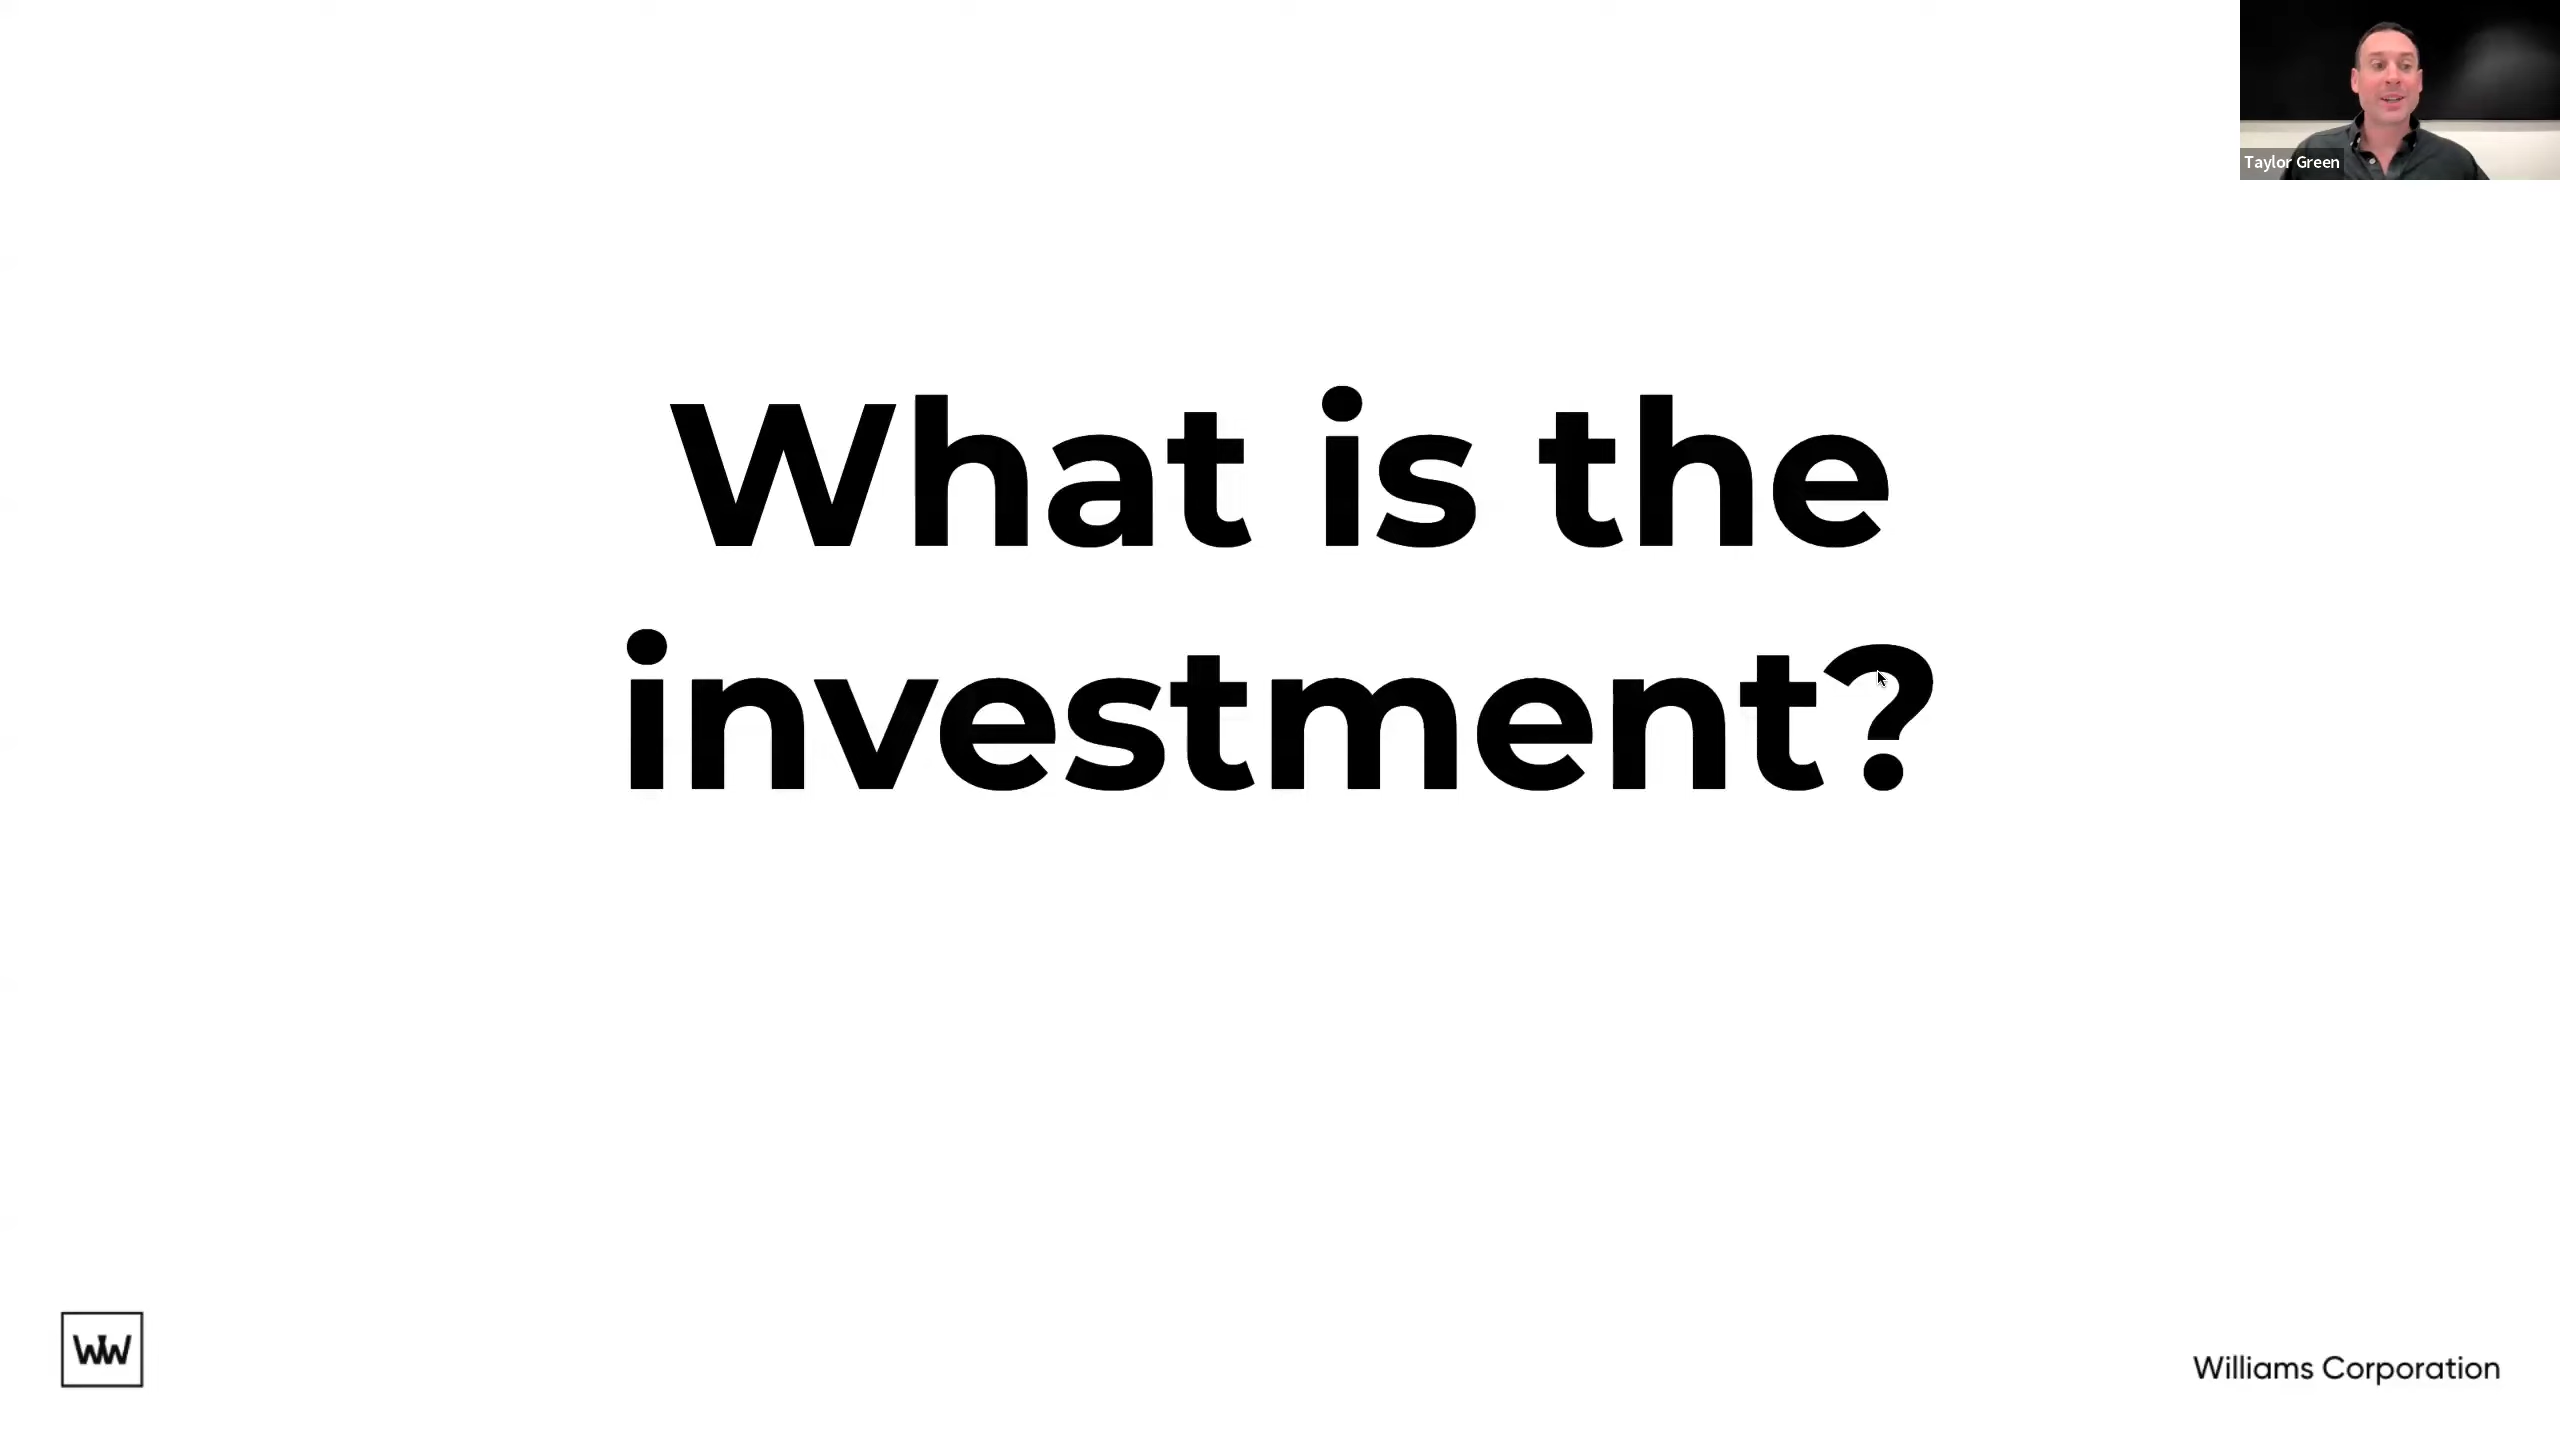 Taylor Green
What is the
investment?
WW
Williams Corporation